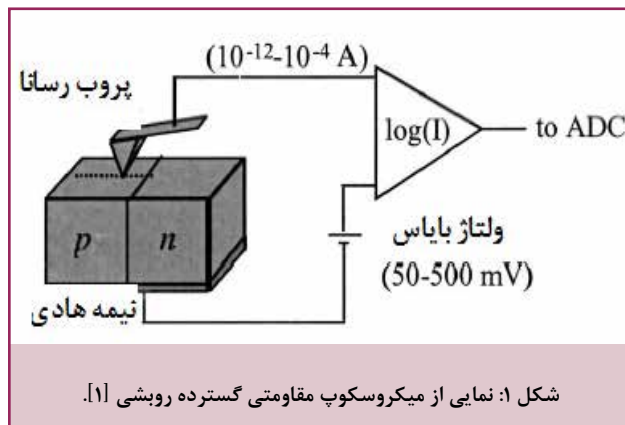 (10⁻¹²-10⁻⁴ A)
پروب رسانا
log(I)
to ADC
p
n
ولتاژ بایاس
(50-500 mV)
نیمه هادی
شکل ۱: نمایی از میکروسکوپ مقاومتی گسترده روبشی [۱].